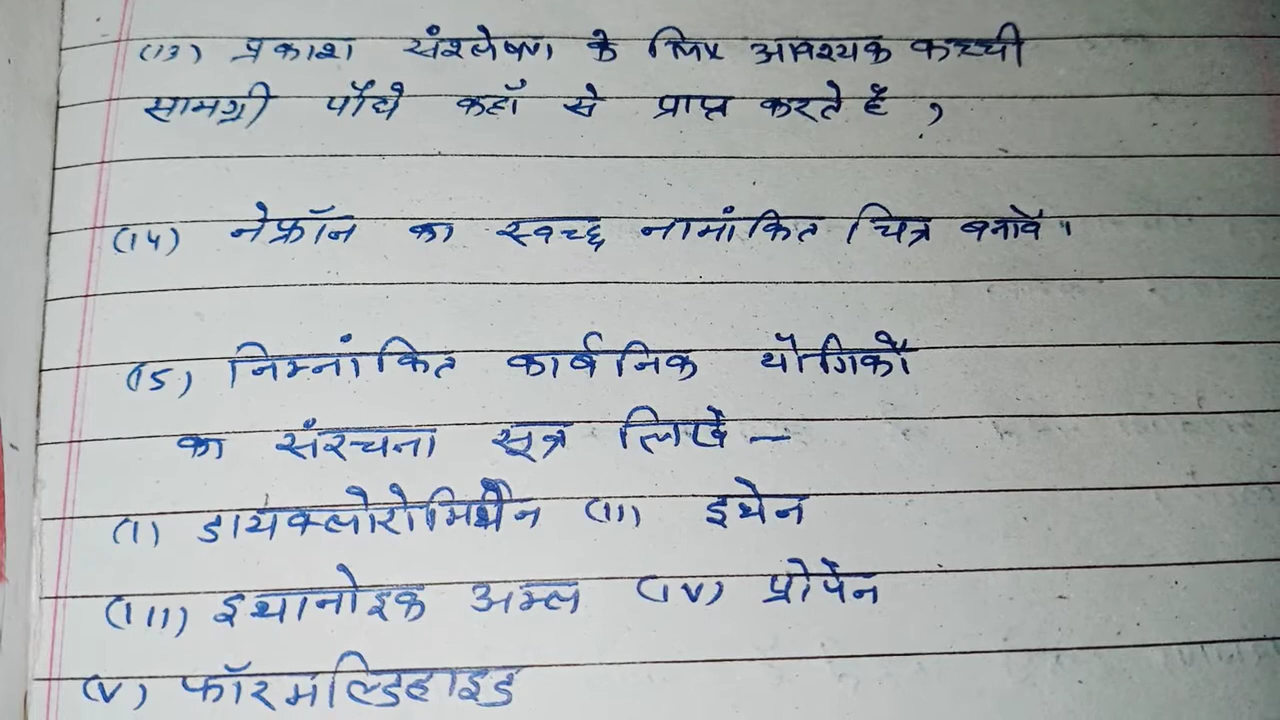 (13) प्रकाश संश्लेषण के लिए आवश्यक कच्ची
सामग्री पौधे कहाँ से प्राप्त करते हैं ?
(14) नेफ्रॉन का स्वच्छ नामांकित चित्र बनावें ।
(15) निम्नांकित कार्बनिक यौगिकों
का संरचना सूत्र लिखें –
(I) डायक्लोरोमिथेन (II) इथेन
(III) इथानोइक अम्ल (IV) प्रोपेन
(V) फॉरमल्डिहाइड